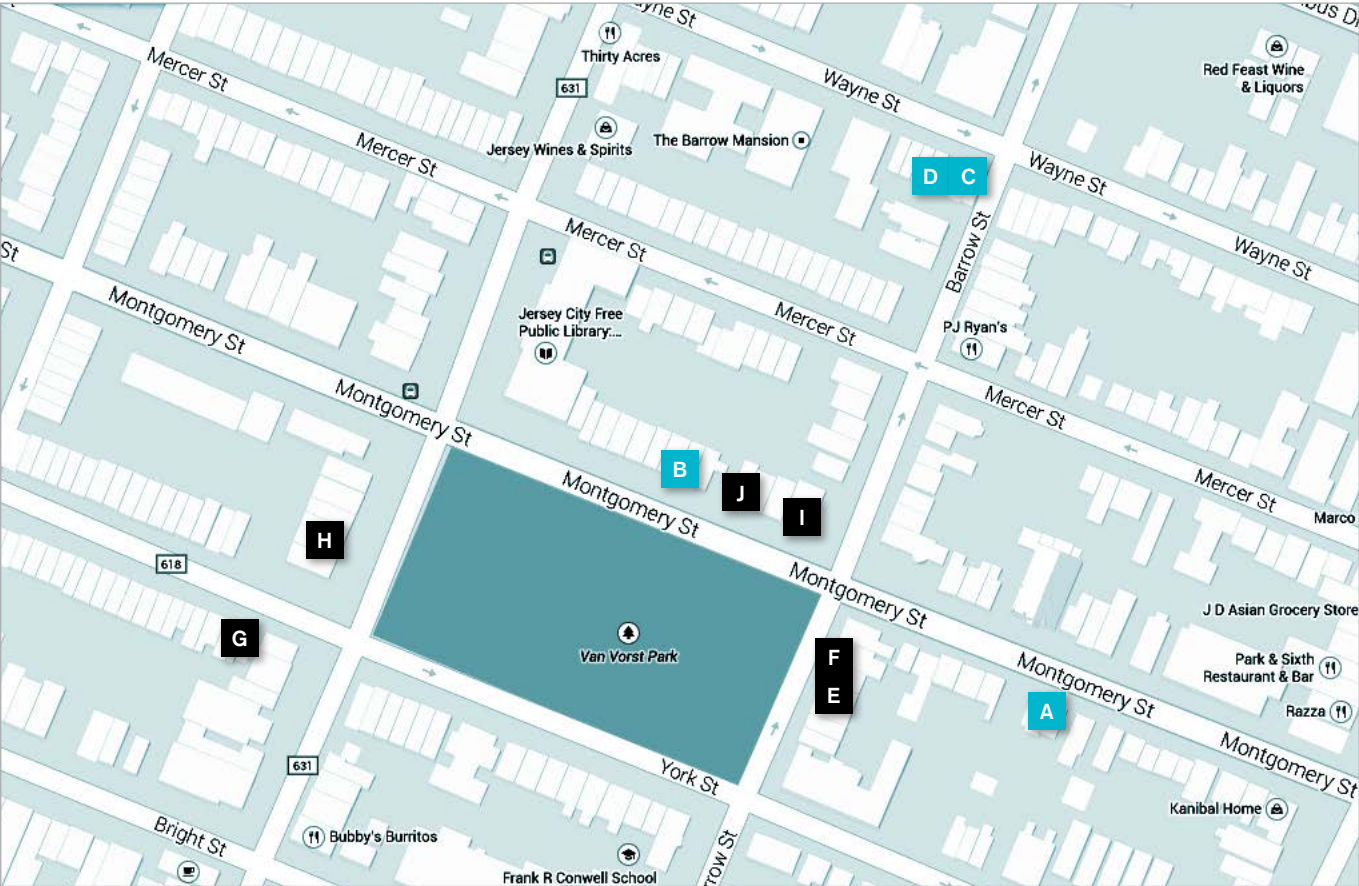 yne St
bus D
Thirty Acres
Red Feast Wine
& Liquors
Mercer St
631
Wayne St
Jersey Wines & Spirits
The Barrow Mansion
Mercer St
Wayne St
D
C
Mercer St
Barrow St
Wayne St
St
Montgomery St
Jersey City Free
Public Library:...
Mercer St
PJ Ryan's
Montgomery St
Mercer St
B
J
I
Montgomery St
Mercer St
Marco
H
618
Montgomery St
J D Asian Grocery Store
G
Van Vorst Park
F
E
Park & Sixth
Restaurant & Bar
Montgomery St
A
Razza
631
York St
Montgomery St
Kanibal Home
Bright St
Bubby's Burritos
rrow St
Frank R Conwell School